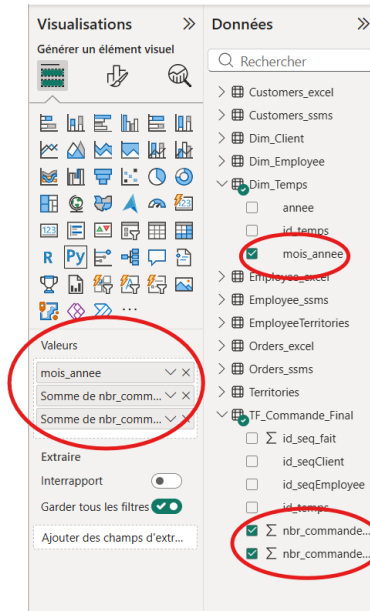 Visualisations
Générer un élément visuel
123
123
R
Py
...
Valeurs
mois_annee
Somme de nbr_comm...
Somme de nbr_comm...
Extraire
Interrapport
Garder tous les filtres
Ajouter des champs d'extr...
Données
Rechercher
Customers_excel
Customers_ssms
Dim_Client
Dim_Employee
Dim_Temps
annee
id_temps
mois_annee
Employee_excel
Employee_ssms
EmployeeTerritories
Orders_excel
Orders_ssms
Territories
TF_Commande_Final
Σ id_seq_fait
id_seqClient
id_seqEmployee
id_temps
Σ nbr_commande...
Σ nbr_commande...